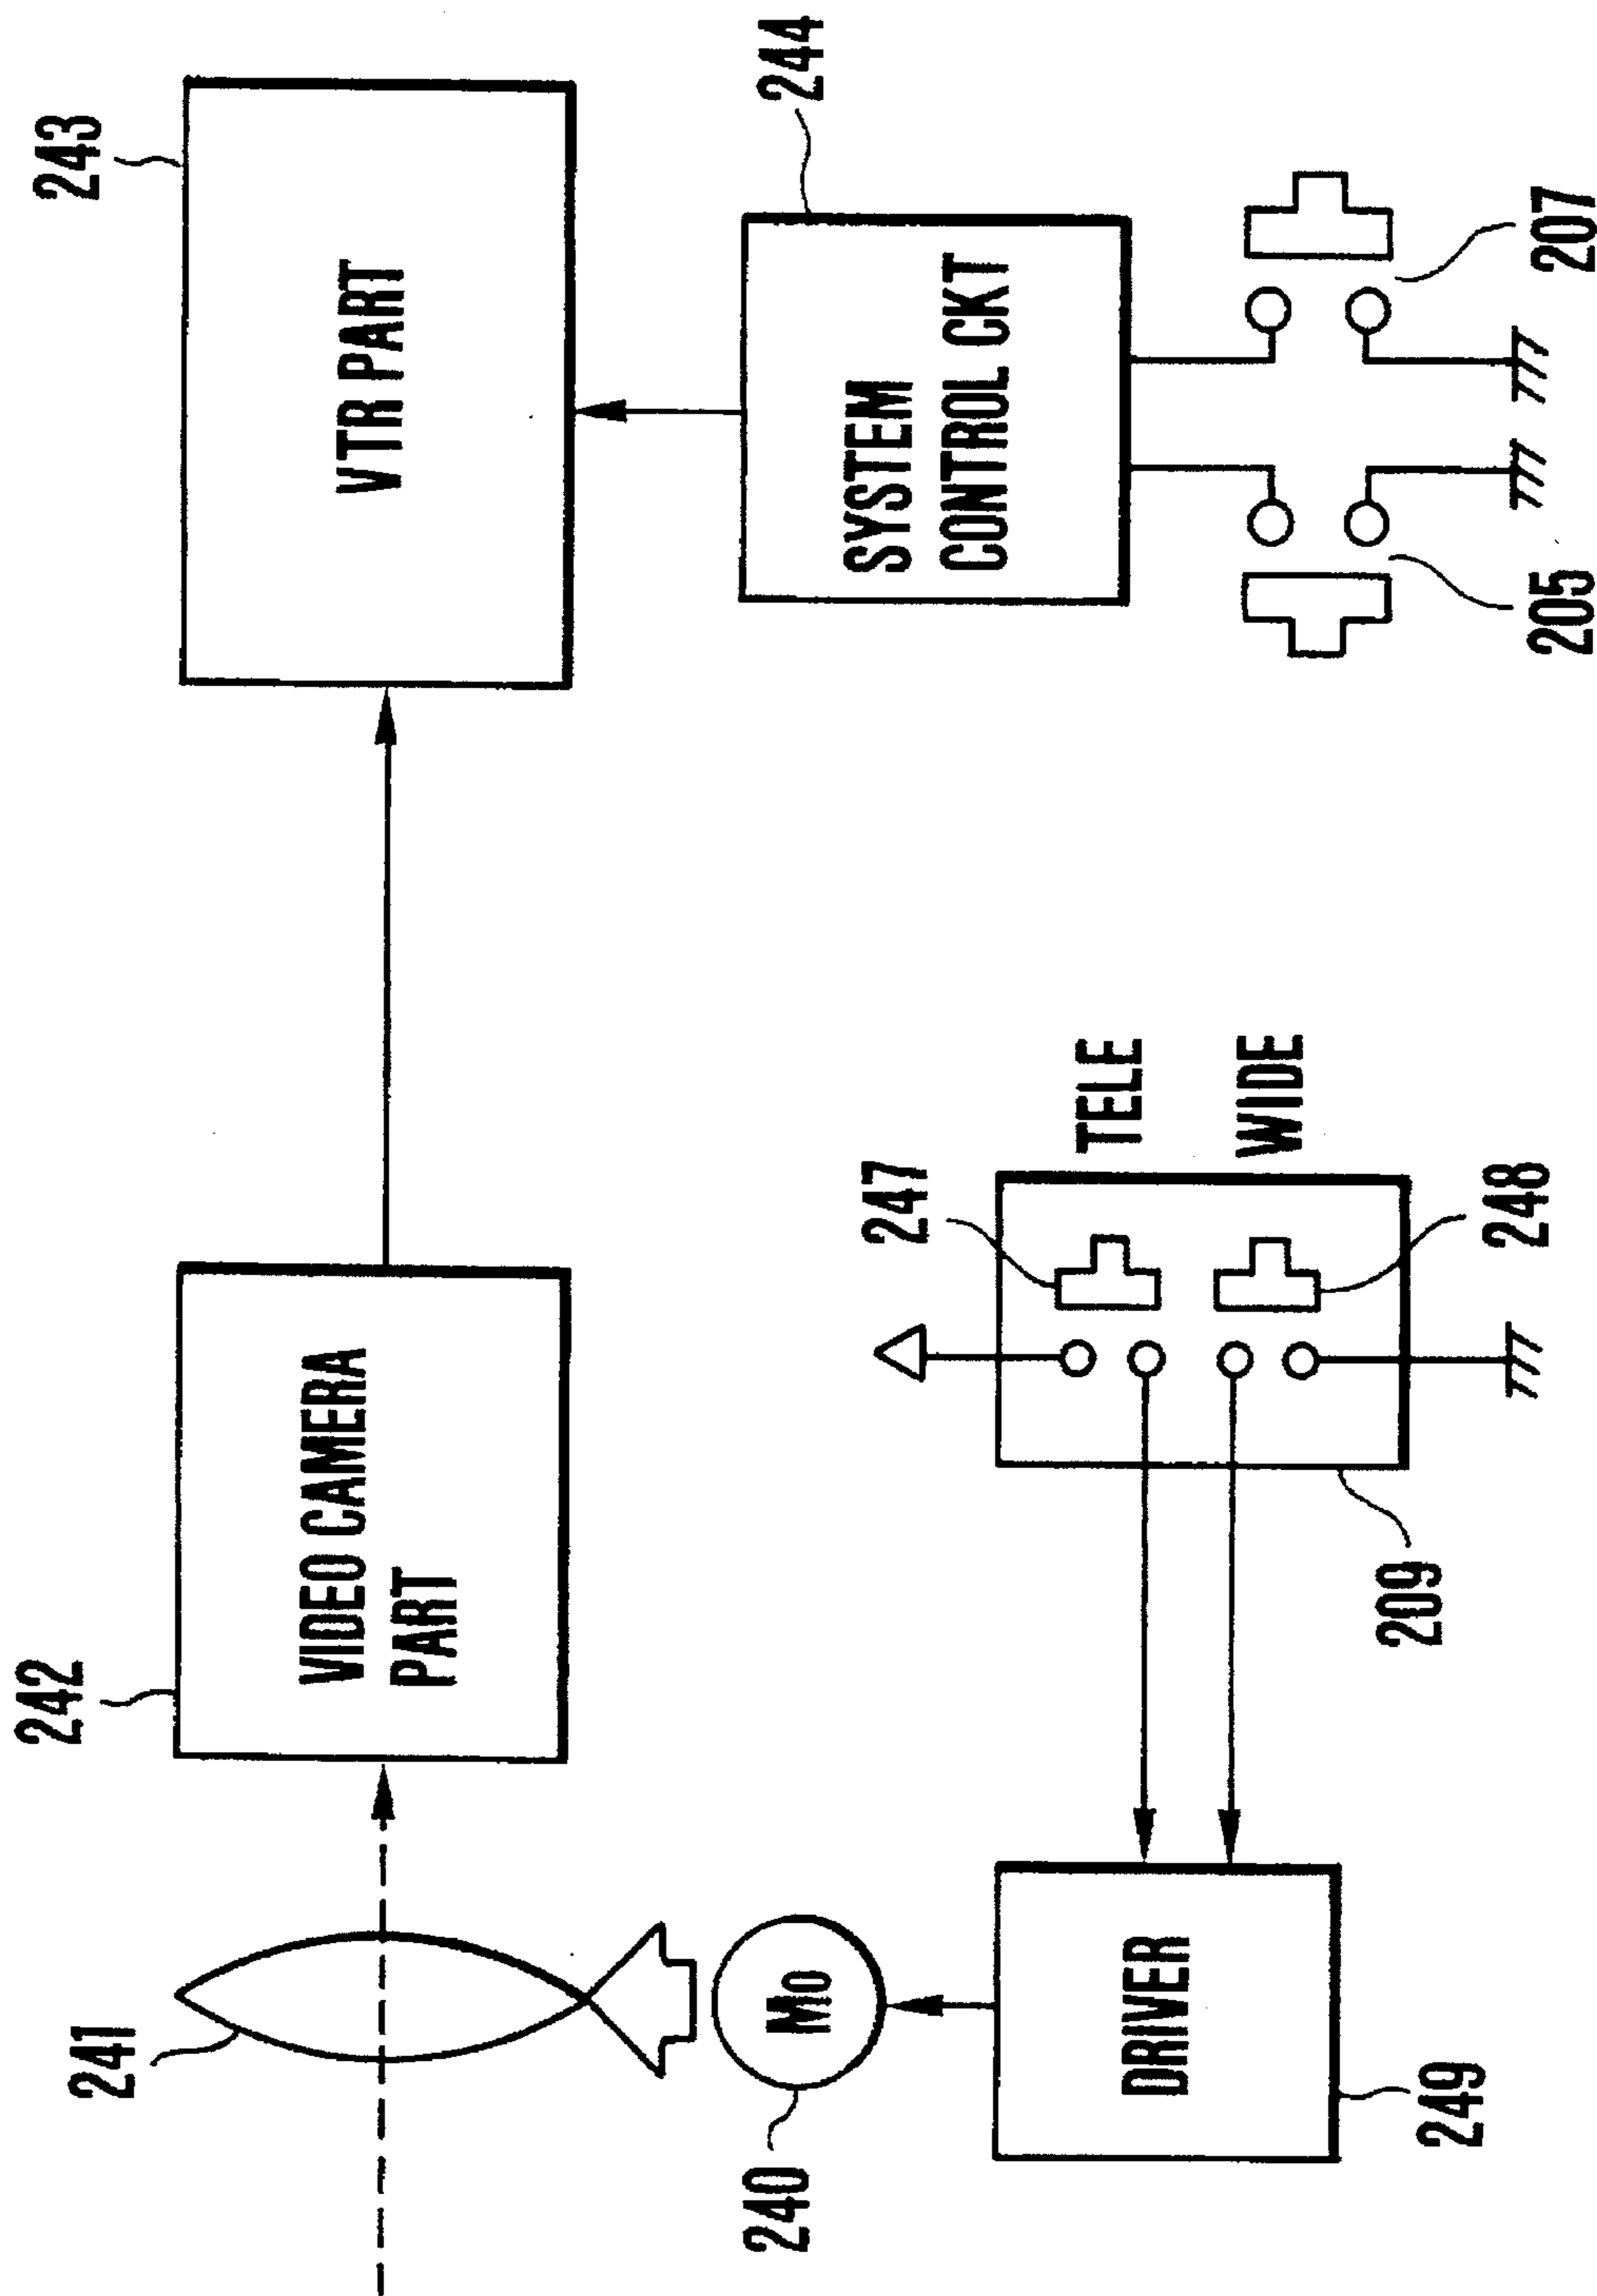 241
242
VIDEO CAMERA
PART
243
VTR PART
240
Mo
247
TELE
WIDE
248
209
DRIVER
249
244
SYSTEM
CONTROL CKT
205
207